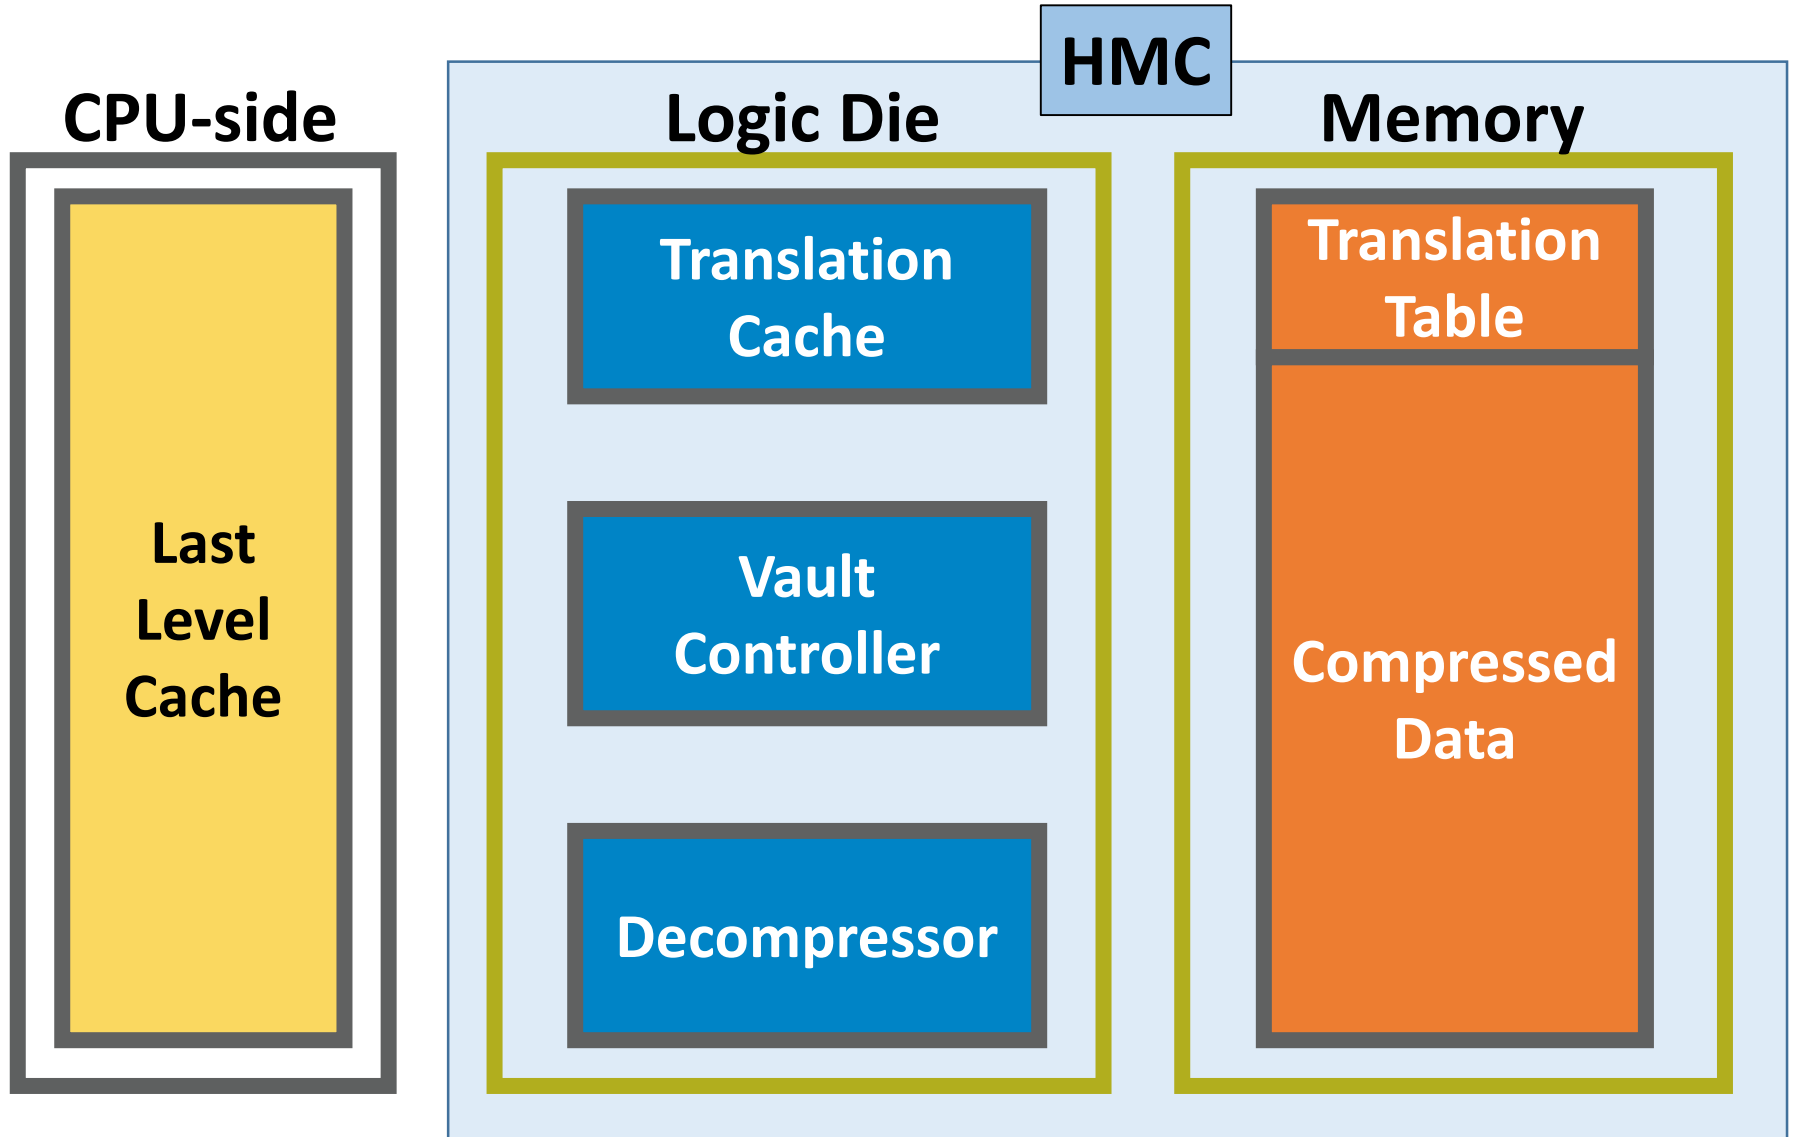 HMC
CPU-side
Logic Die
Memory
Last
Level
Cache
Translation
Cache
Vault
Controller
Decompressor
Translation
Table
Compressed
Data